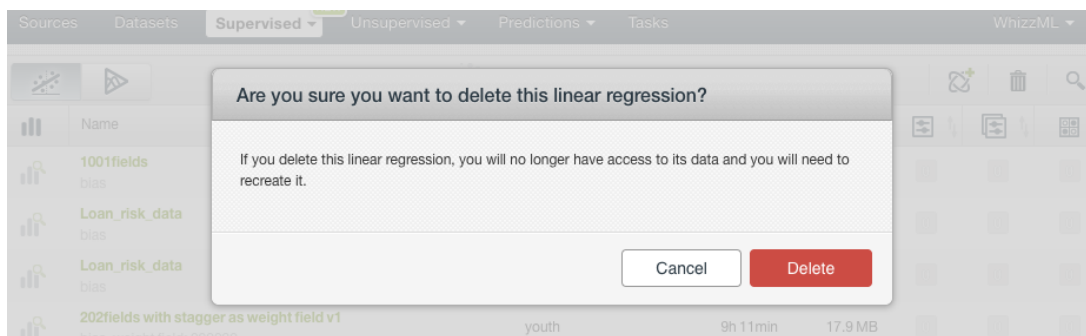 Sources Datasets Supervised Unsupervised Predictions Tasks WhizzML
Are you sure you want to delete this linear regression?
Name
If you delete this linear regression, you will no longer have access to its data and you will need to
recreate it.
1001fields
bias
Loan_risk_data
bias
Loan_risk_data
bias
Cancel Delete
202fields with stagger as weight field v1
youth 9h 11min 17.9 MB